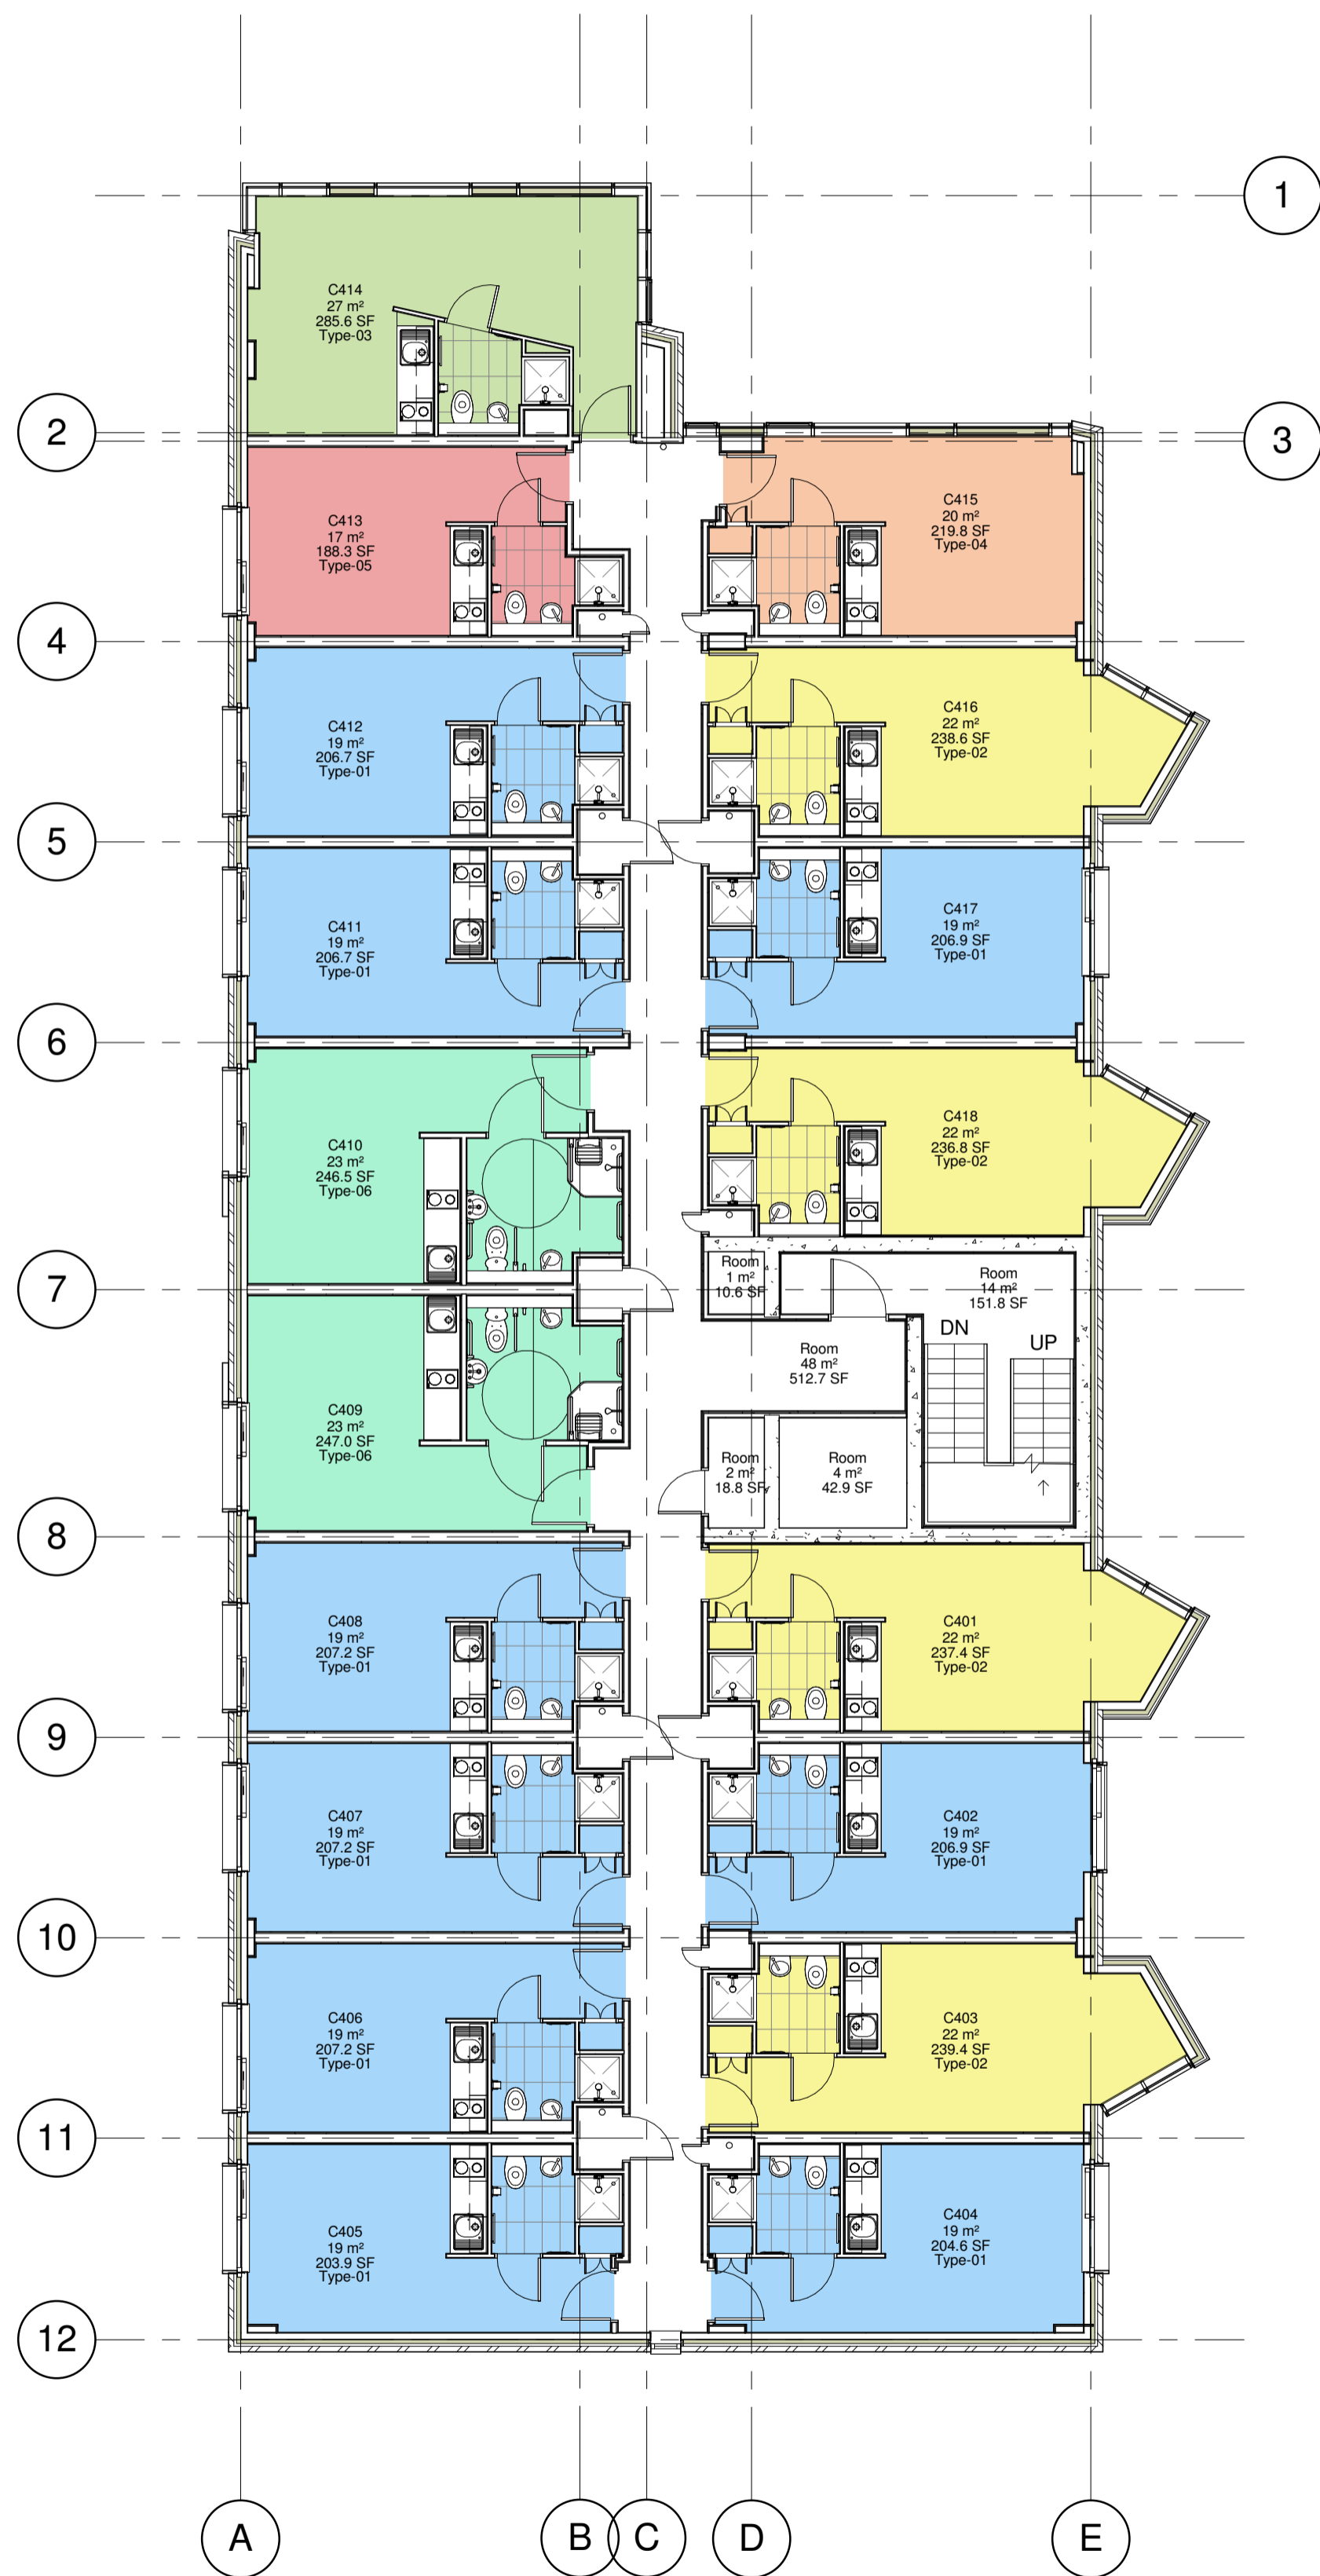 1
C414
27 m²
285.6 SF
Type-03
2
3
C413
17 m²
188.3 SF
Type-05
C415
20 m²
219.8 SF
Type-04
4
C412
19 m²
206.7 SF
Type-01
C416
22 m²
238.6 SF
Type-02
5
C411
19 m²
206.7 SF
Type-01
C417
19 m²
206.9 SF
Type-01
6
C410
23 m²
246.5 SF
Type-06
C418
22 m²
236.8 SF
Type-02
Room
1 m²
10.6 SF
Room
14 m²
151.8 SF
7
DN
UP
Room
48 m²
512.7 SF
C409
23 m²
247.0 SF
Type-06
Room
2 m²
18.8 SF
Room
4 m²
42.9 SF
8
C408
19 m²
207.2 SF
Type-01
C401
22 m²
237.4 SF
Type-02
9
C407
19 m²
207.2 SF
Type-01
C402
19 m²
206.9 SF
Type-01
10
C406
19 m²
207.2 SF
Type-01
C403
22 m²
239.4 SF
Type-02
11
C405
19 m²
203.9 SF
Type-01
C404
19 m²
204.6 SF
Type-01
12
A
B
C
D
E